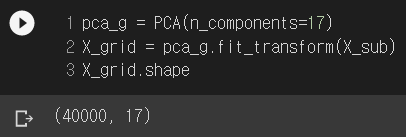 1 pca_g = PCA(n_components=17)
2 X_grid = pca_g.fit_transform(X_sub)
3 X_grid.shape
(40000, 17)